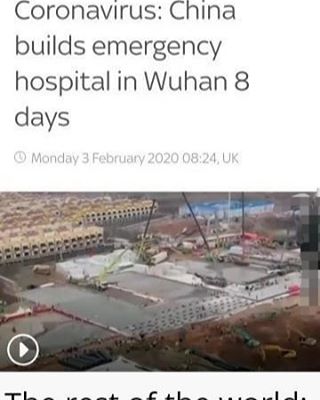 Coronavirus: China
builds emergency
hospital in Wuhan 8
days
Monday 3 February 2020 08:24, UK
The rest of the world: